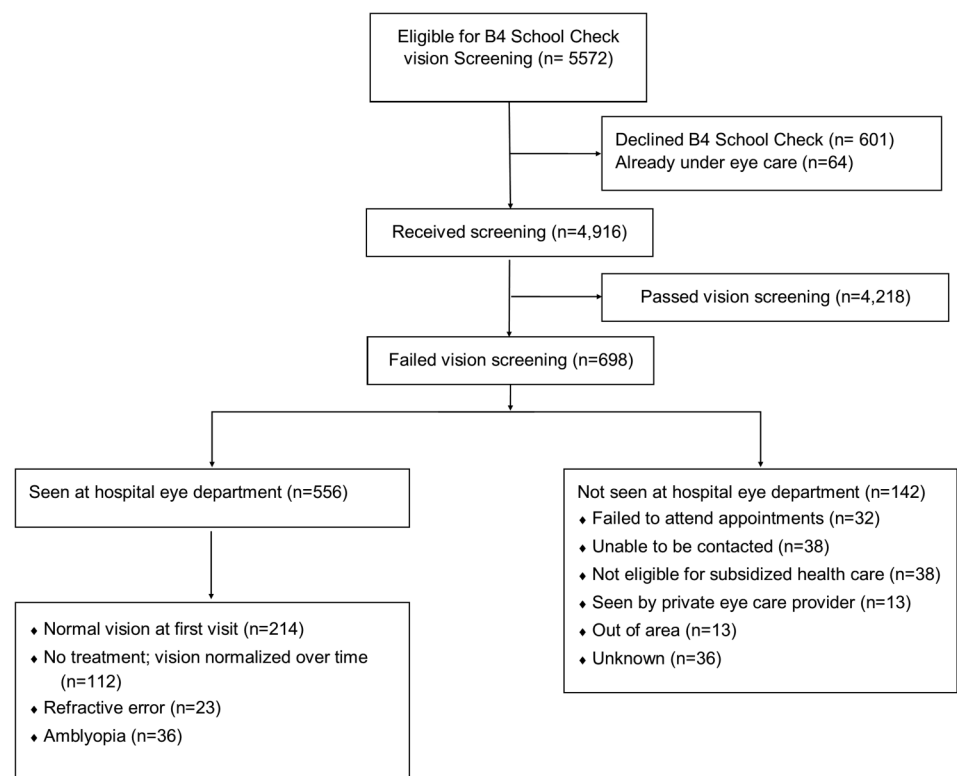 Eligible for B4 School Check
vision Screening (n= 5572)
Declined B4 School Check (n= 601)
Already under eye care (n=64)
Received screening (n=4,916)
Passed vision screening (n=4,218)
Failed vision screening (n=698)
Seen at hospital eye department (n=556)
♦ Normal vision at first visit (n=214)
♦ No treatment; vision normalized over time
(n=112)
♦ Refractive error (n=23)
♦ Amblyopia (n=36)
Not seen at hospital eye department (n=142)
♦ Failed to attend appointments (n=32)
♦ Unable to be contacted (n=38)
♦ Not eligible for subsidized health care (n=38)
♦ Seen by private eye care provider (n=13)
♦ Out of area (n=13)
♦ Unknown (n=36)